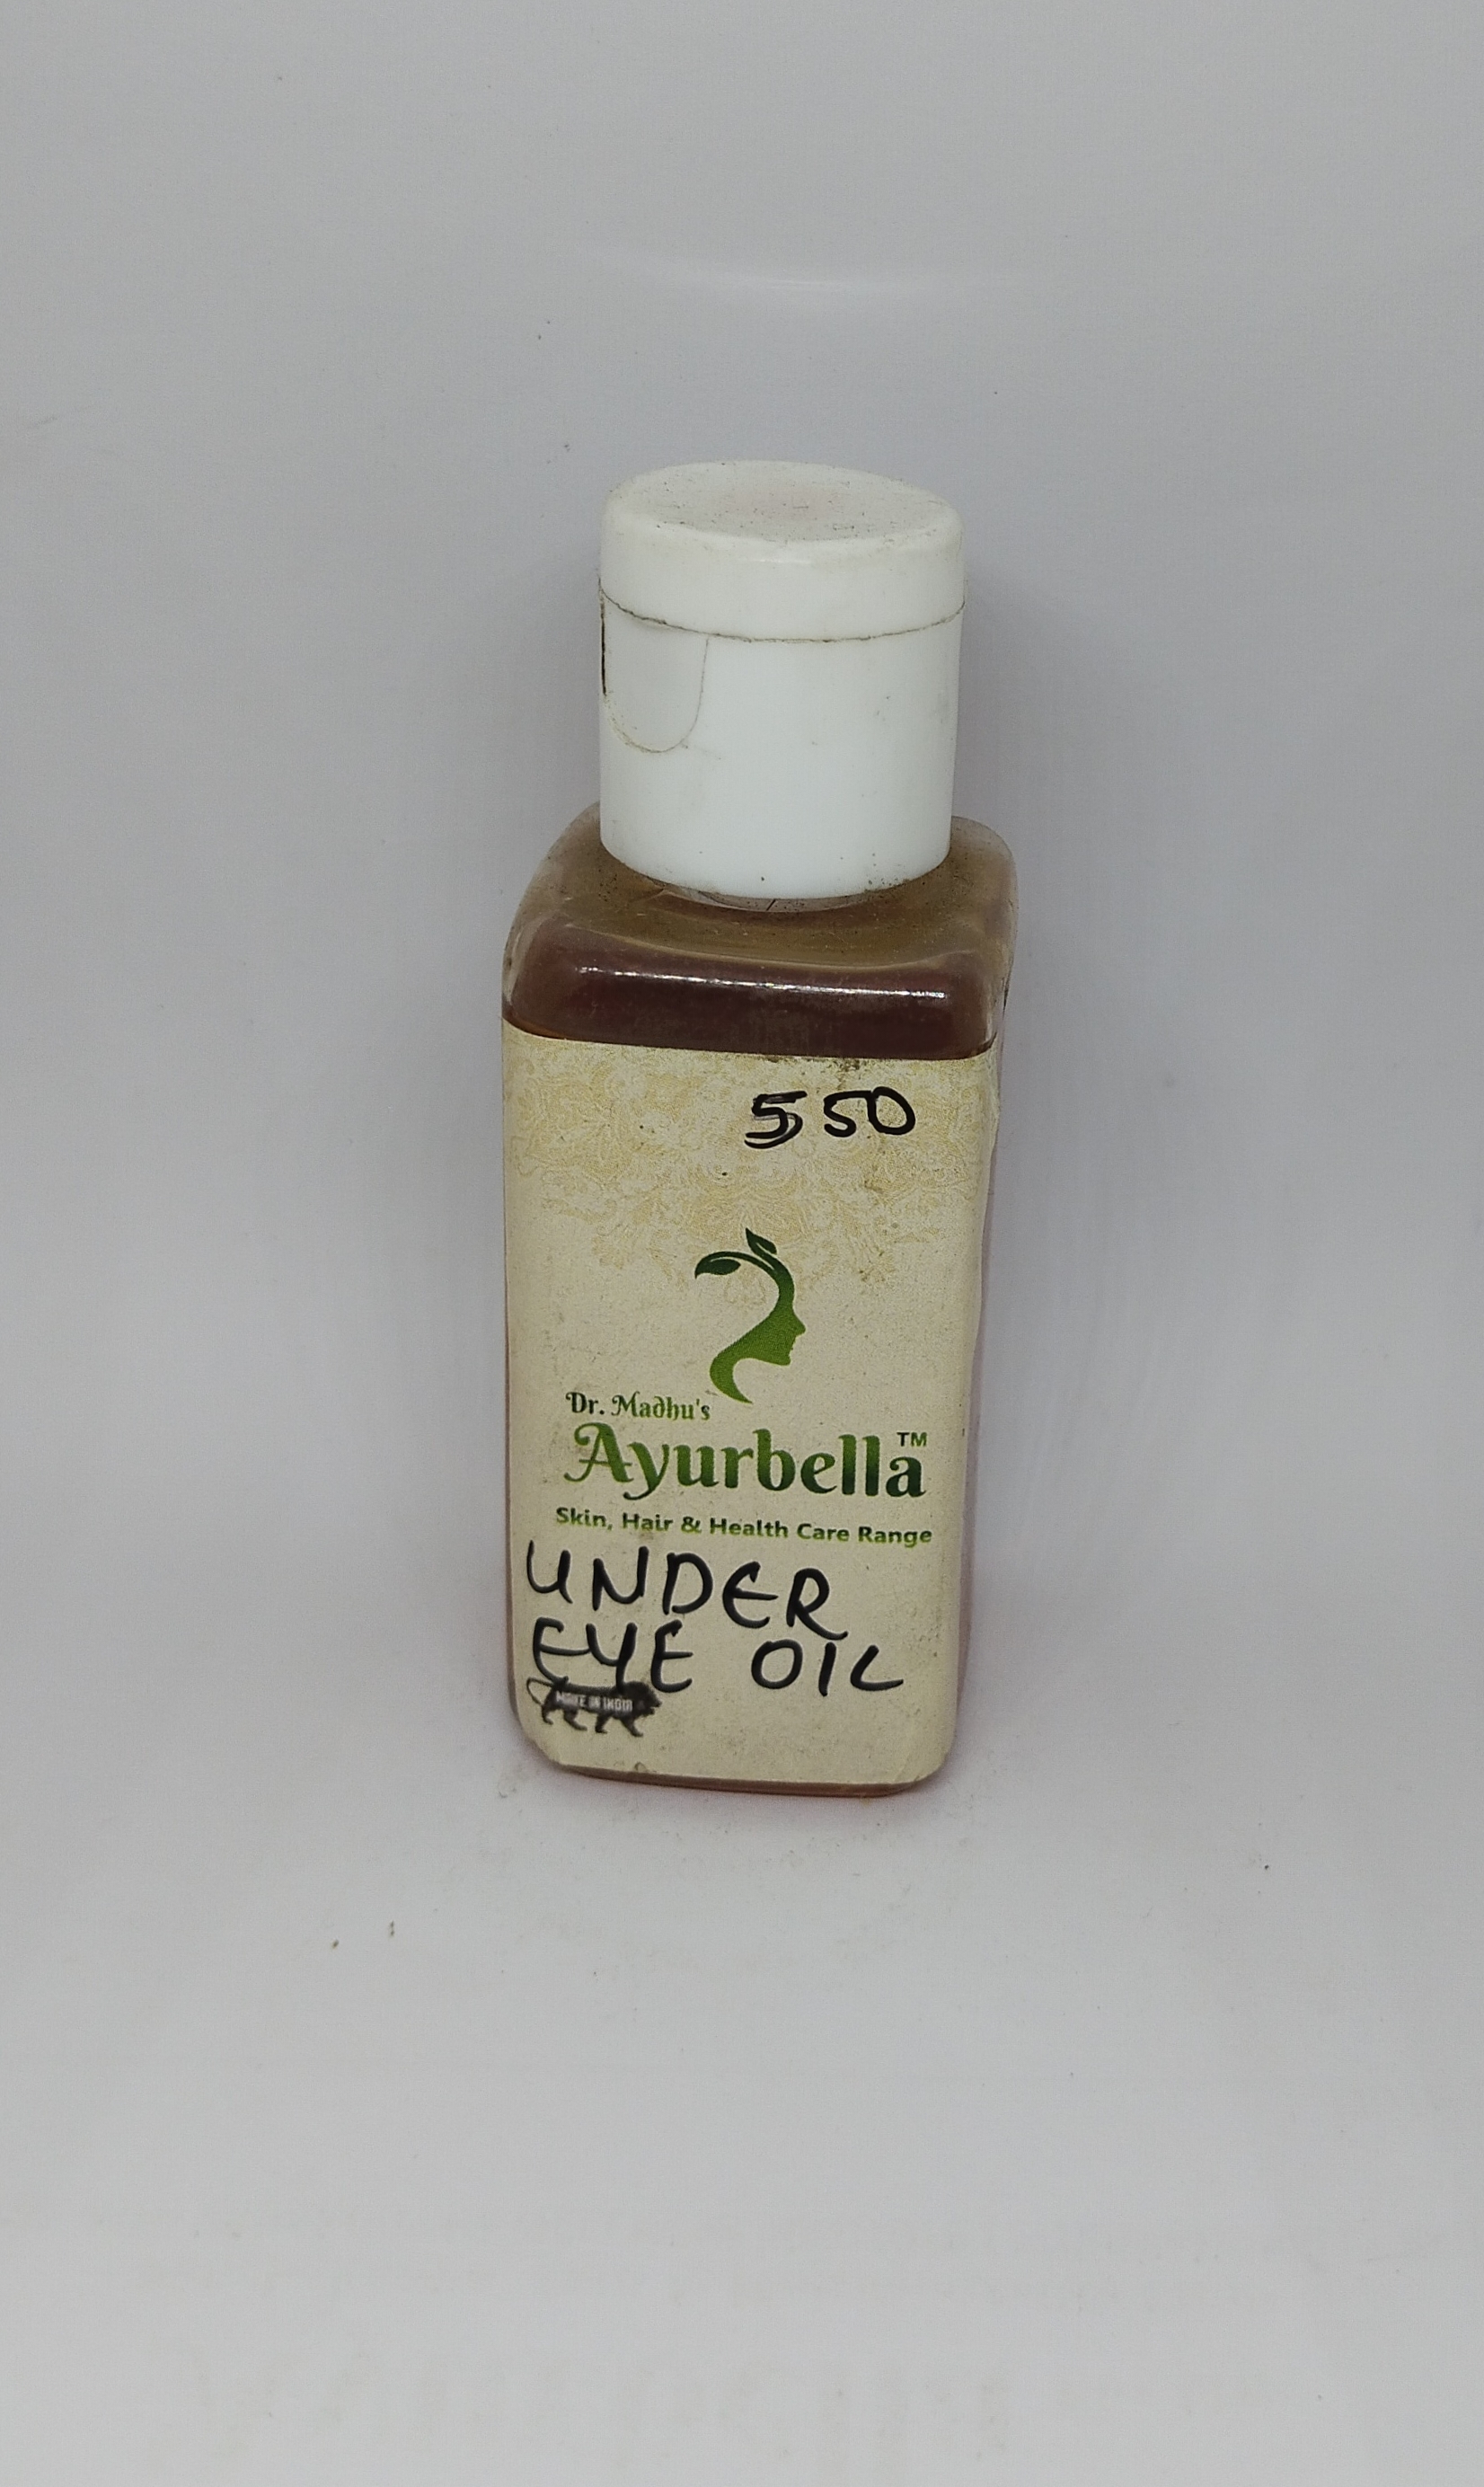 550
Dr. Madhu's
Ayurbella™
Skin, Hair & Health Care Range
UNDER
EYE OIL
MAKE IN INDIA